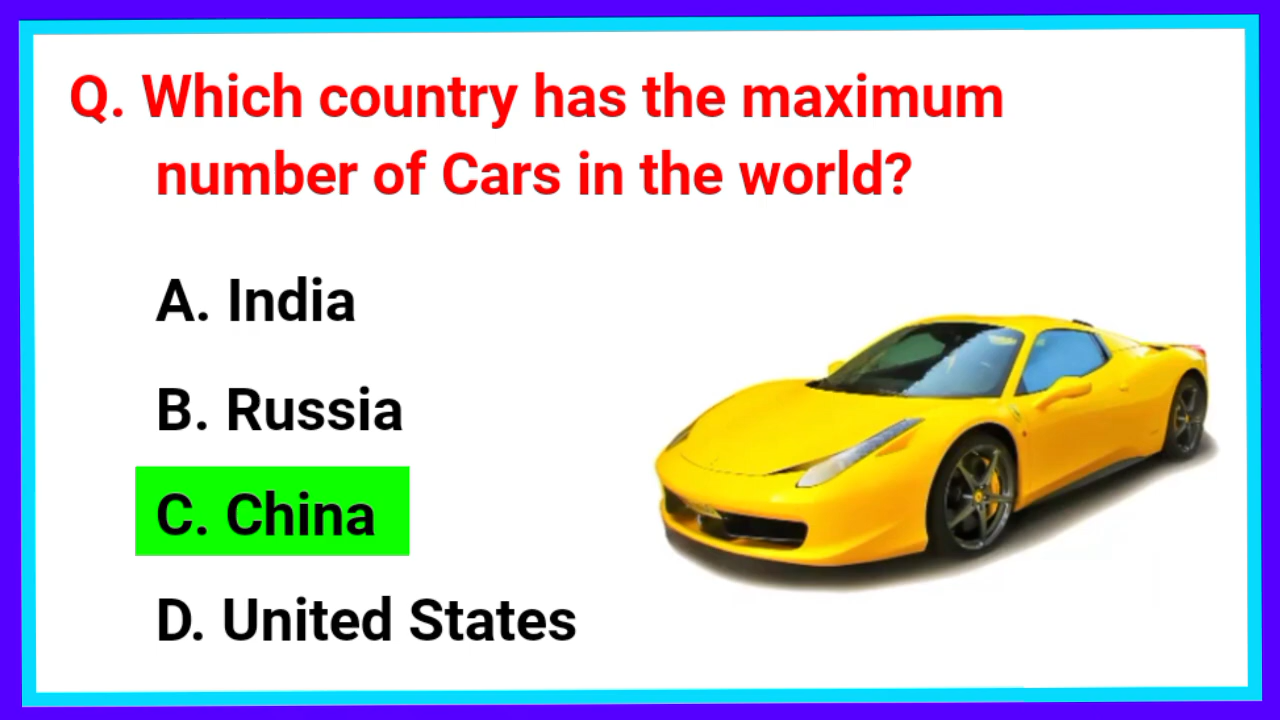 Q. Which country has the maximum
number of Cars in the world?
A. India
B. Russia
C. China
D. United States